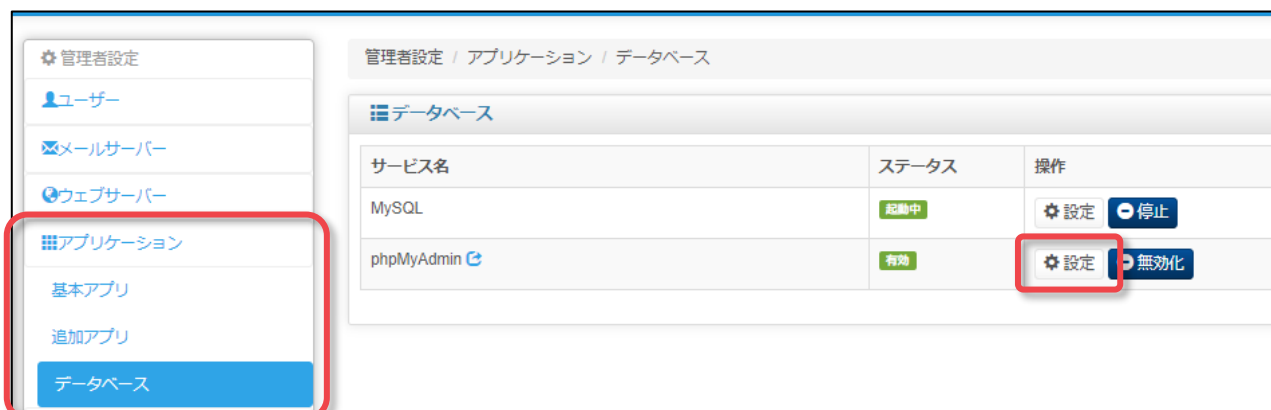 管理者設定
ユーザー
メールサーバー
ウェブサーバー
アプリケーション
基本アプリ
追加アプリ
データベース
管理者設定 / アプリケーション / データベース
データベース
サービス名 ステータス 操作
MySQL 起動中 設定 停止
phpMyAdmin 有効 設定 無効化